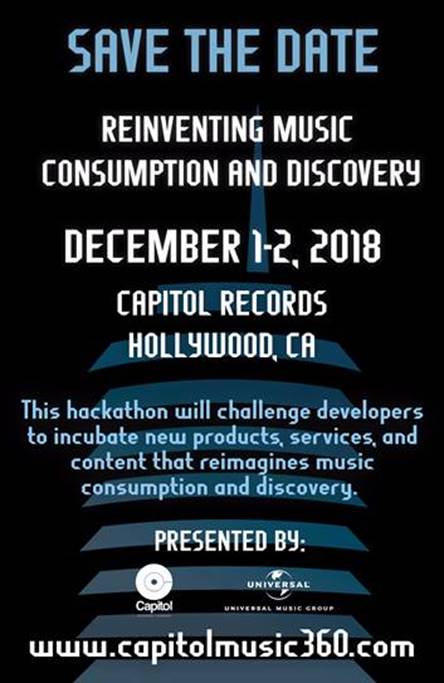 SAVE THE DATE
REINVENTING MUSIC
CONSUMPTION AND DISCOVERY
DECEMBER 1-2, 2018
CAPITOL RECORDS
HOLLYWOOD, CA
This hackathon will challenge developers
to incubate new products, services, and
content that reimagines music
consumption and discovery.
PRESENTED BY:
Capitol
UNIVERSAL
UNIVERSAL MUSIC GROUP
www.capitolmusic360.com